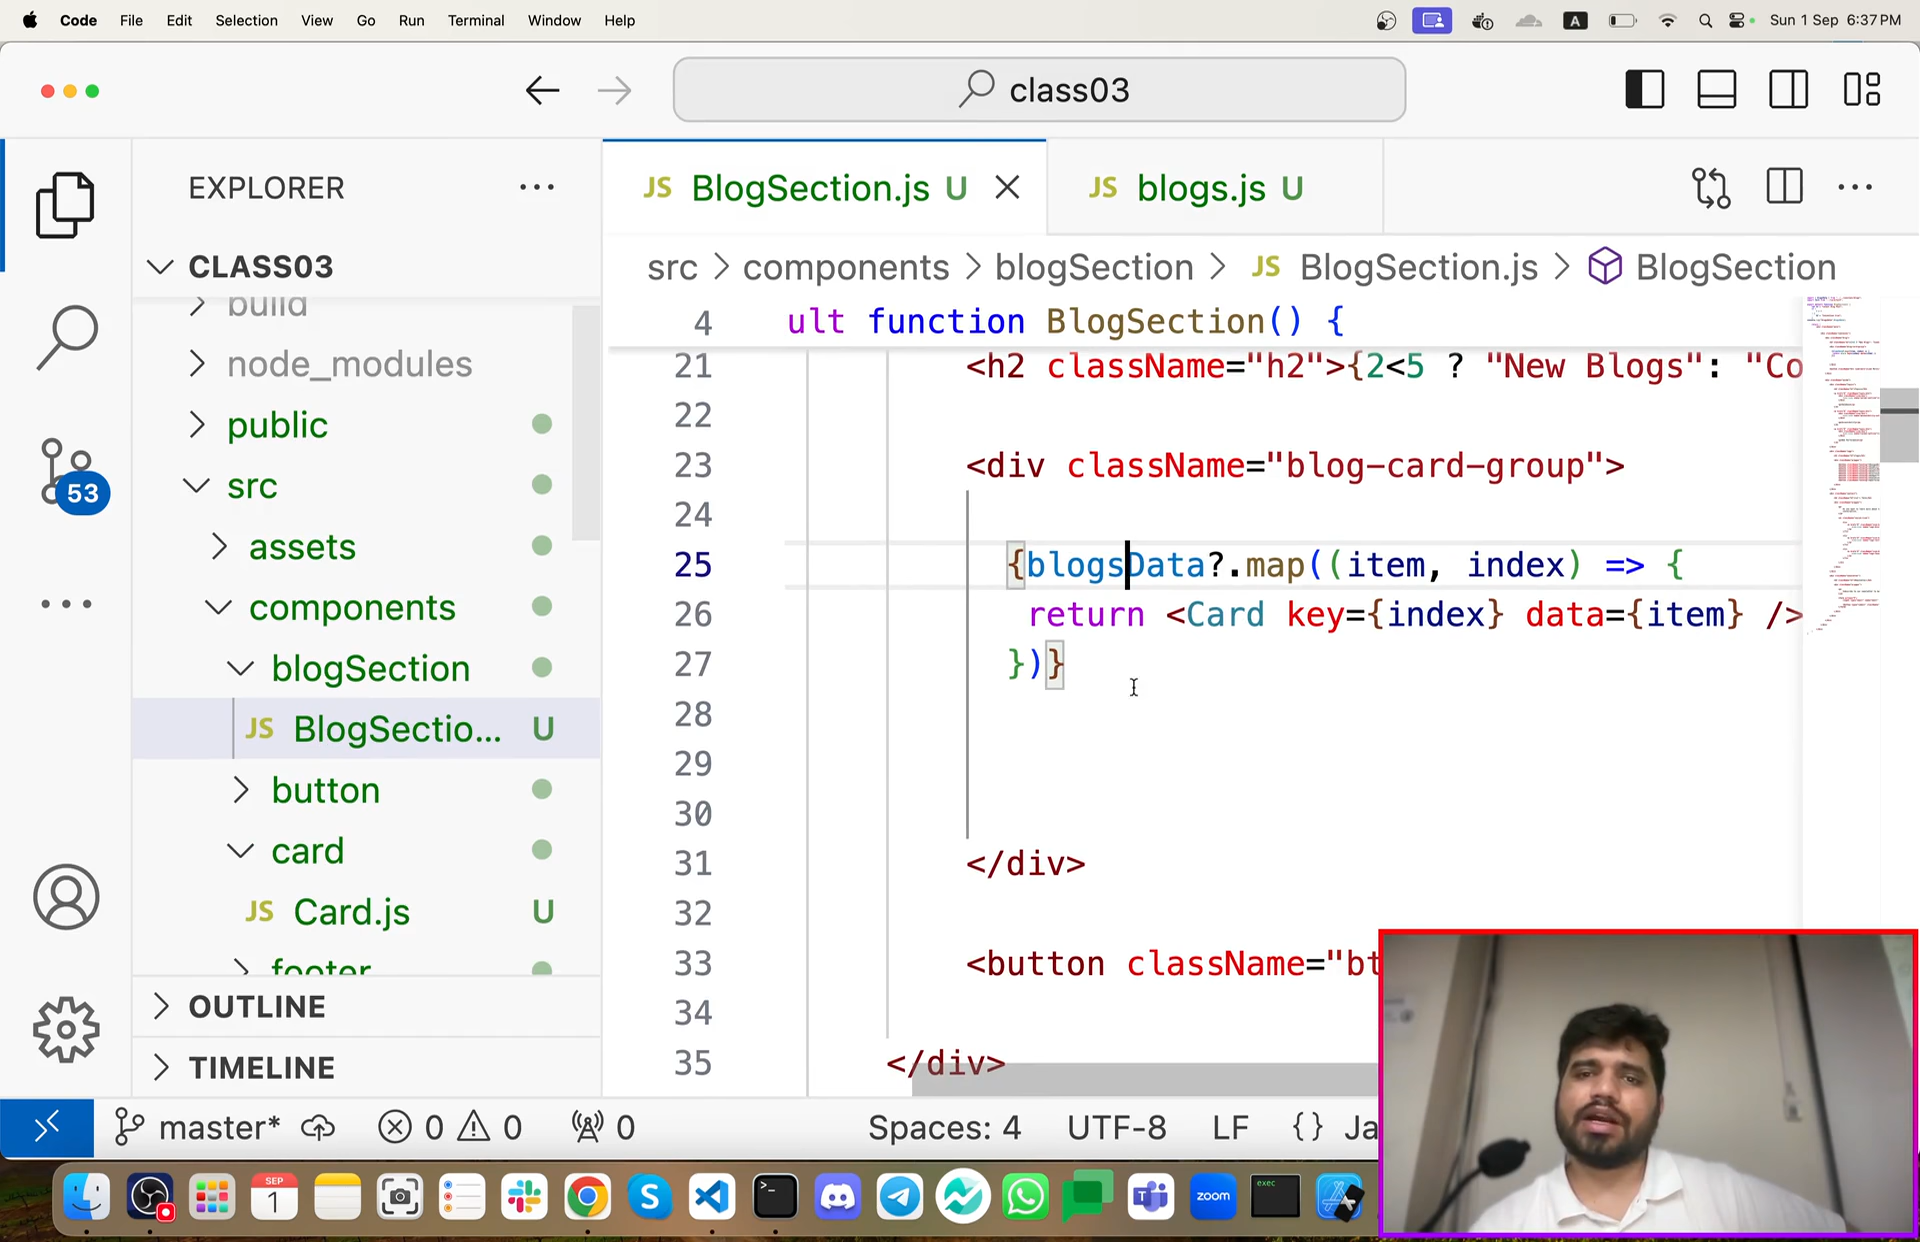 Code File Edit Selection View Go Run Terminal Window Help A Sun 1 Sep 6:37 PM
class03
EXPLORER
CLASS03
build
node_modules
public
src
assets
components
blogSection
JS BlogSectio... U
button
card
JS Card.js U
footer
OUTLINE
TIMELINE
53
JS BlogSection.js U
JS blogs.js U
src > components > blogSection > JS BlogSection.js > BlogSection
4 ult function BlogSection() {
21 <h2 className="h2">{2<5 ? "New Blogs": "Co
22
23 <div className="blog-card-group">
24
25 {blogsData?.map((item, index) => {
26 return <Card key={index} data={item} />
27 })}
28
29
30
31 </div>
32
33 <button className="bt
34
35 </div>
master* 0 0 0 Spaces: 4 UTF-8 LF {} Ja
SEP
1
S
zoom
exec